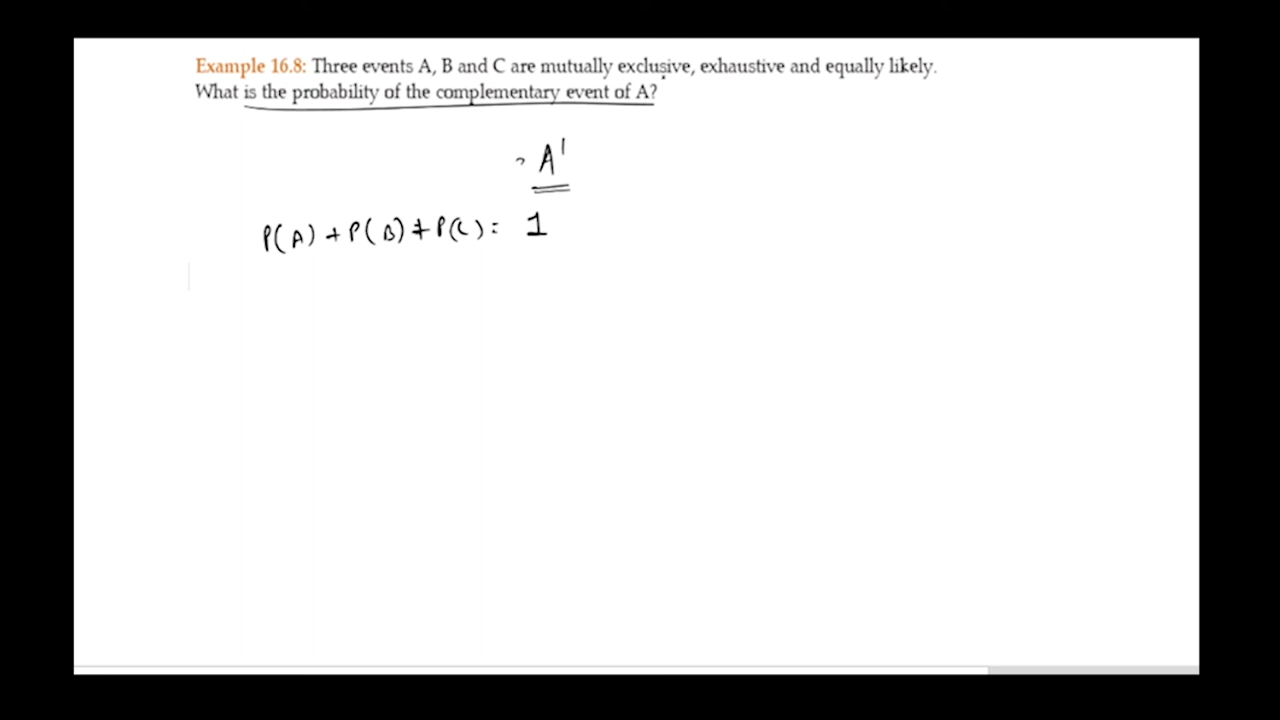 Example 16.8: Three events A, B and C are mutually exclusive, exhaustive and equally likely.
What is the probability of the complementary event of A?
A'
P(A) + P(B) + P(C) = 1